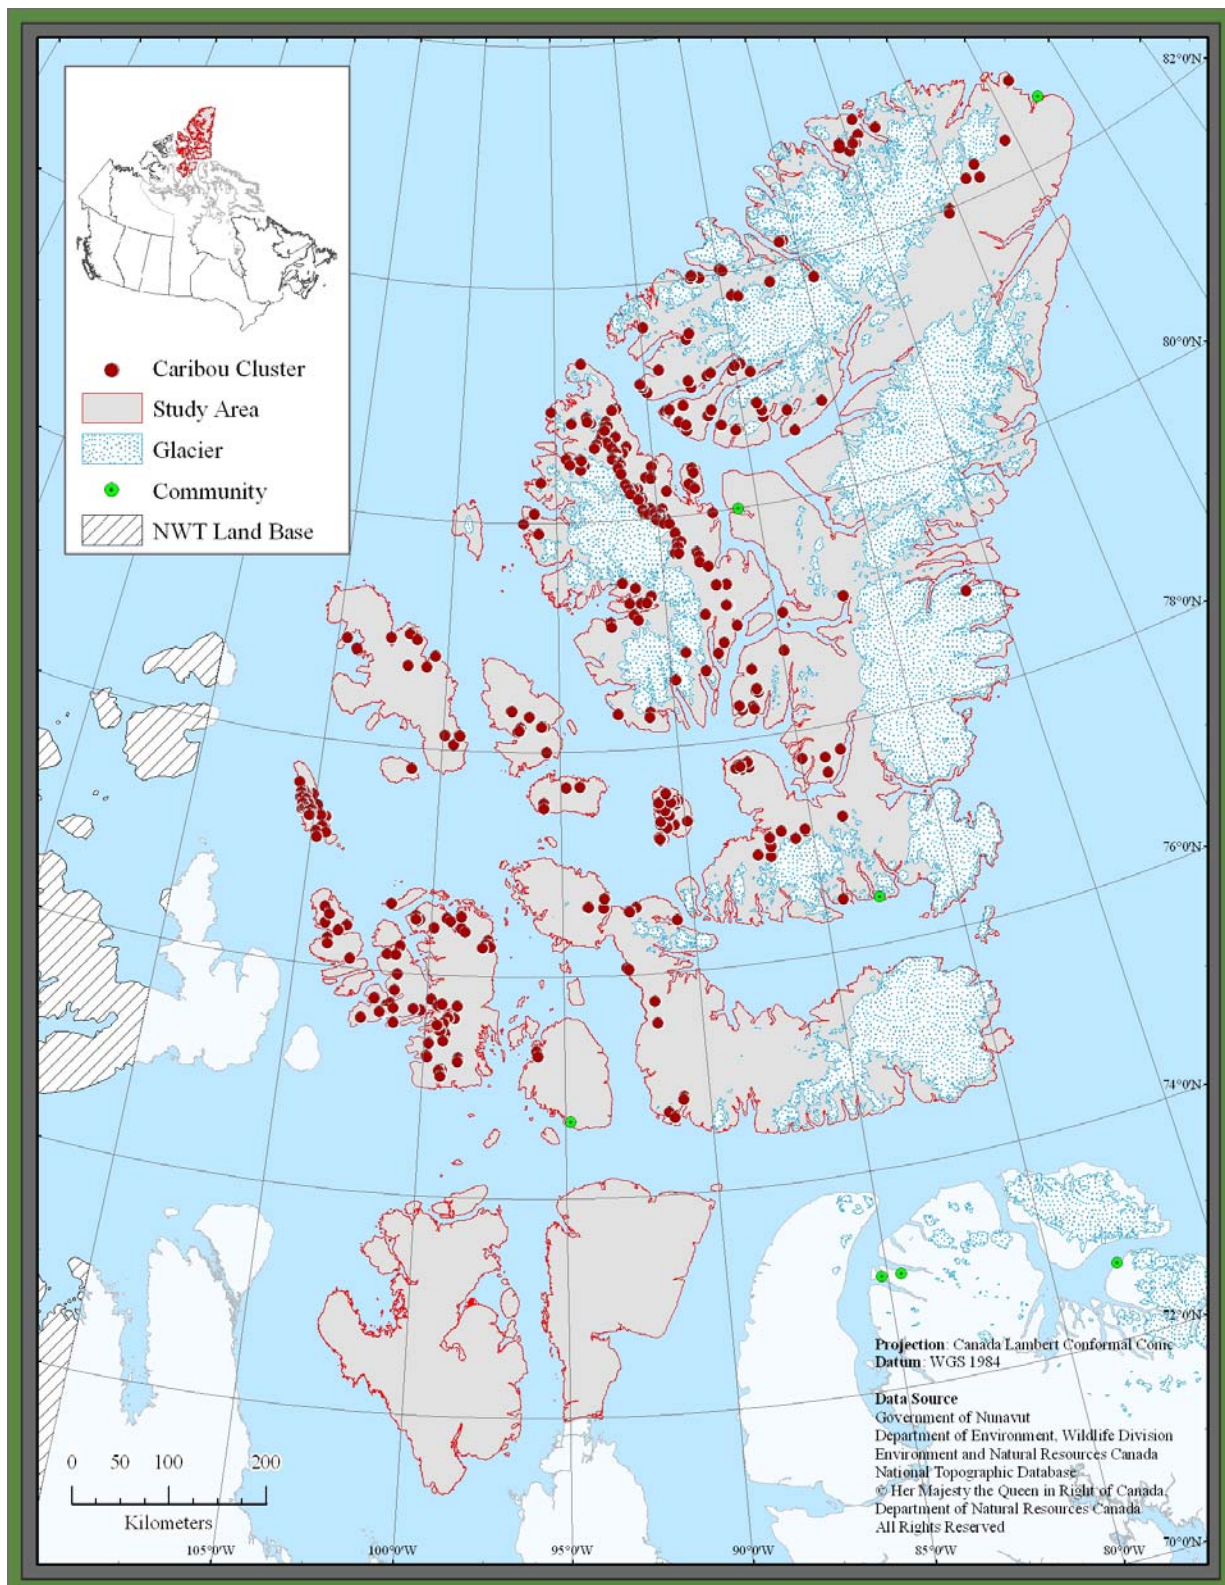 Caribou Cluster
Study Area
Glacier
Community
NWT Land Base
82°0'N
80°0'N
78°0'N
76°0'N
74°0'N
72°0'N
70°0'N
Projection: Canada Lambert Conformal Conic
Datum: WGS 1984
Data Source
Government of Nunavut
Department of Environment, Wildlife Division
Environment and Natural Resources Canada
National Topographic Database
© Her Majesty the Queen in Right of Canada,
Department of Natural Resources Canada
All Rights Reserved
0 50 100 200
Kilometers
105°0'W 100°0'W 95°0'W 90°0'W 85°0'W 80°0'W